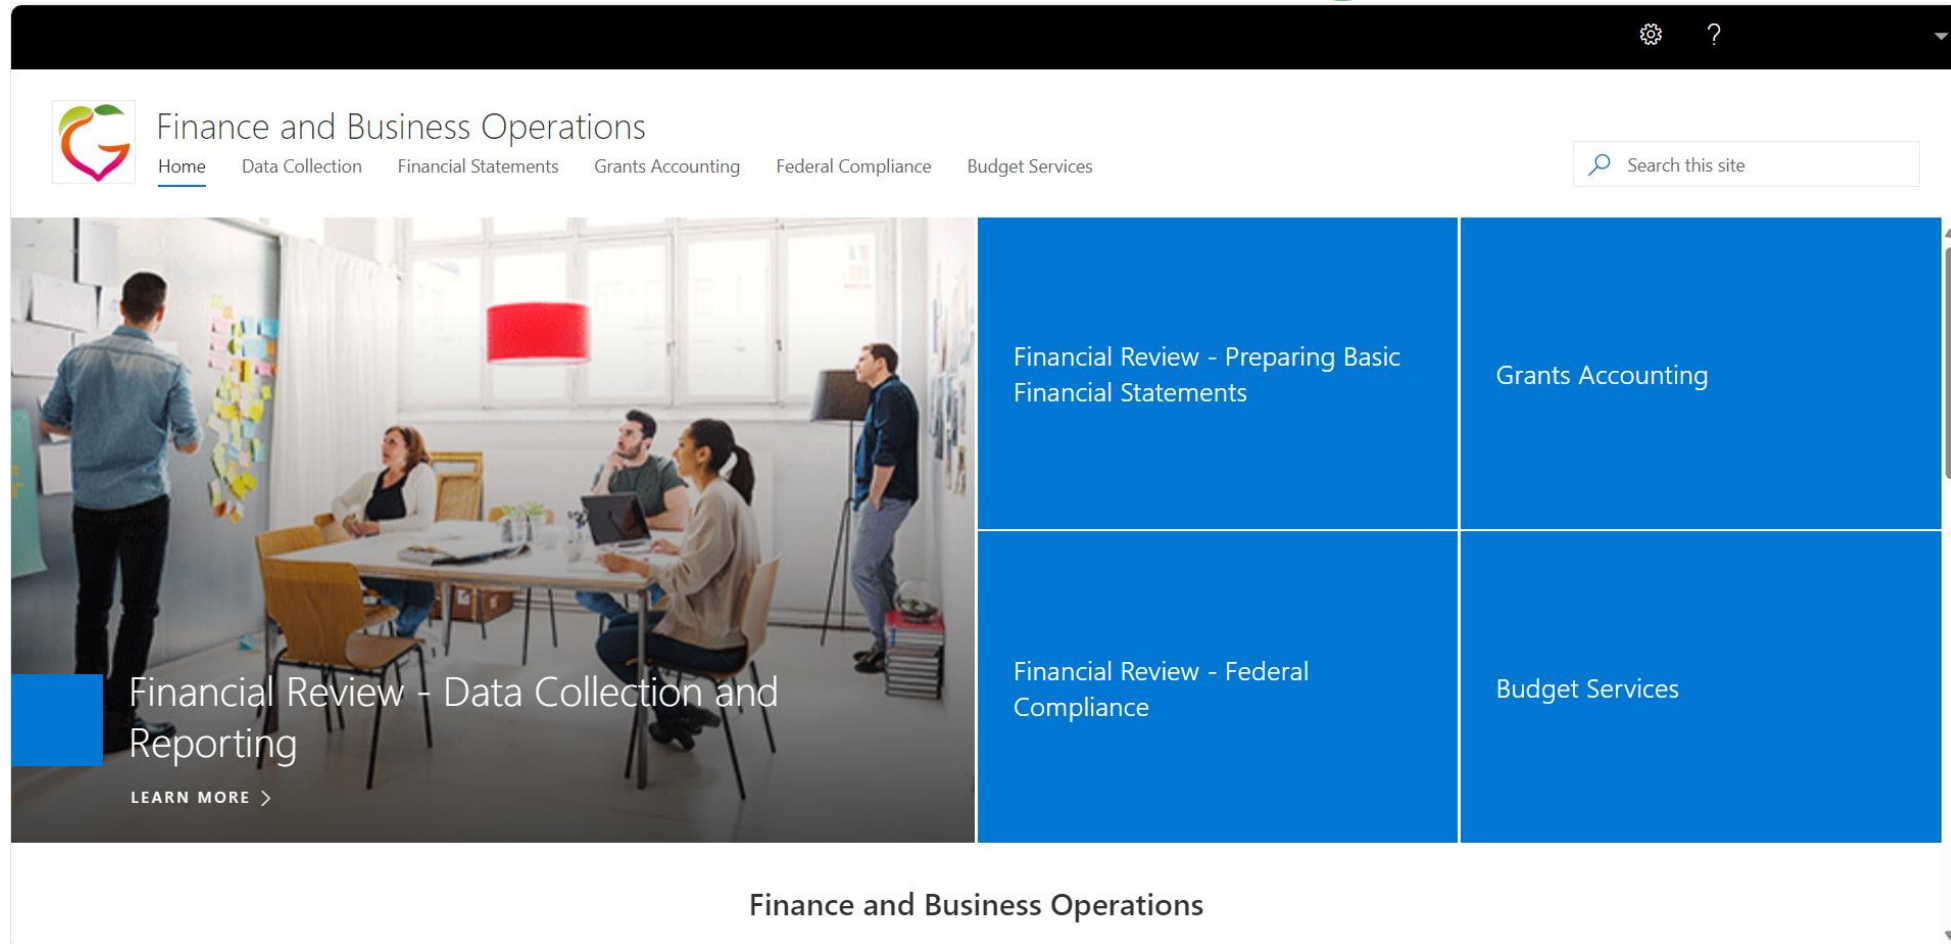 Finance and Business Operations
Home Data Collection Financial Statements Grants Accounting Federal Compliance Budget Services
Search this site
Financial Review - Data Collection and
Reporting
LEARN MORE
Financial Review - Preparing Basic
Financial Statements
Grants Accounting
Financial Review - Federal
Compliance
Budget Services
Finance and Business Operations